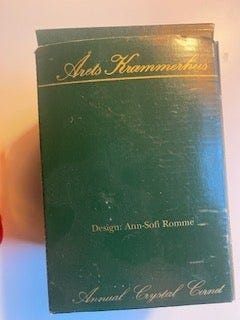 Årets Krammerhus
Design: Ann-Sofi Romme
Annual Crystal Cornet